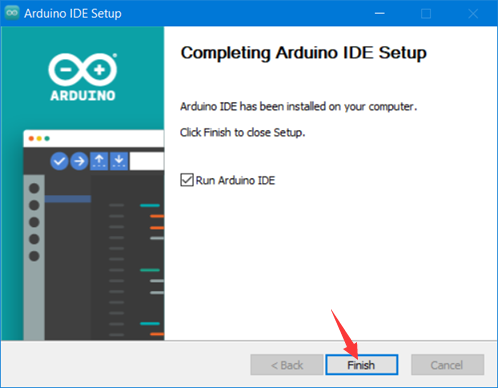 Arduino IDE Setup
Completing Arduino IDE Setup
ARDUINO
Arduino IDE has been installed on your computer.
Click Finish to close Setup.
Run Arduino IDE
< Back
Finish
Cancel